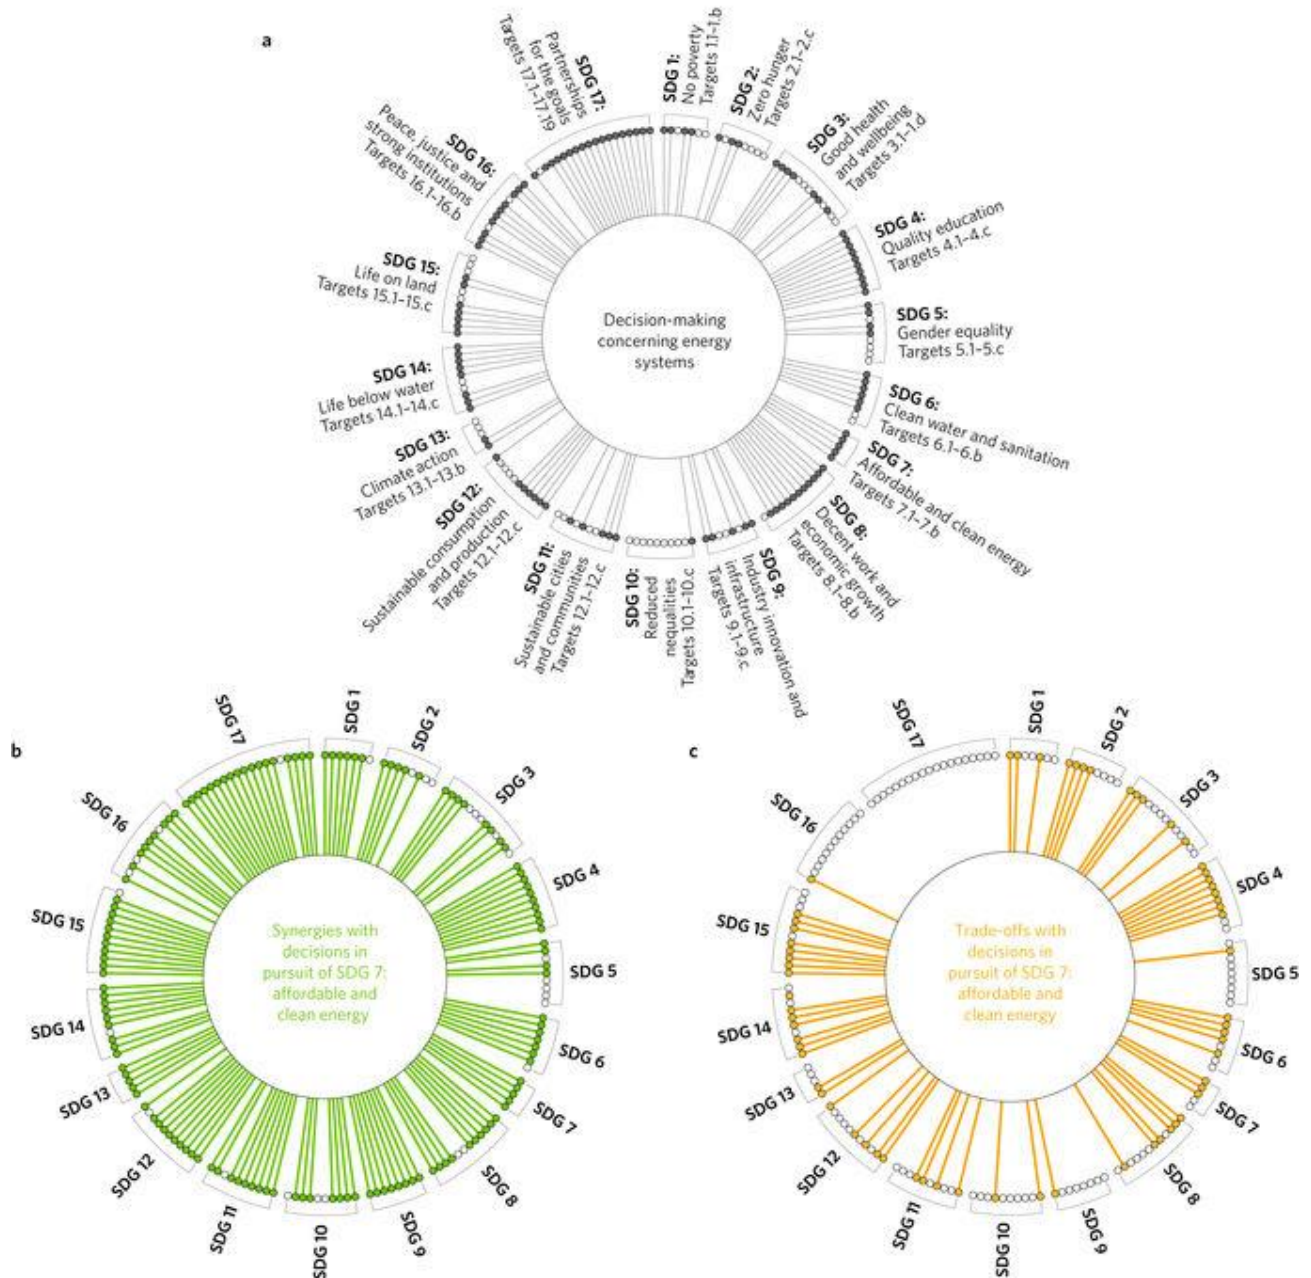 a
SDG 1:
No poverty
Targets 1.1–1.b
SDG 2:
Zero hunger
Targets 2.1–2.c
SDG 3:
Good health
and wellbeing
Targets 3.1–1.d
SDG 4:
Quality education
Targets 4.1–4.c
SDG 5:
Gender equality
Targets 5.1–5.c
SDG 6:
Clean water and sanitation
Targets 6.1–6.b
SDG 7:
Affordable and clean energy
Targets 7.1–7.b
SDG 8:
Decent work and
economic growth
Targets 8.1–8.b
SDG 9:
Industry innovation and
infrastructure
Targets 9.1–9.c.
SDG 10:
Reduced
nequalities
Targets 10.1–10.c
SDG 11:
Sustainable cities
and communities
Targets 12.1–12.c
SDG 12:
Sustainable consumption
and production
Targets 12.1–12.c
SDG 13:
Climate action
Targets 13.1–13.b
SDG 14:
Life below water
Targets 14.1–14.c
SDG 15:
Life on land
Targets 15.1–15.c
SDG 16:
Peace, justice and
strong institutions
Targets 16.1–16.b
SDG 17:
Partnerships
for the goals
Targets 17.1–17.19
Decision-making
concerning energy
systems
b
SDG 1
SDG 2
SDG 3
SDG 4
SDG 5
SDG 6
SDG 7
SDG 8
SDG 9
SDG 10
SDG 11
SDG 12
SDG 13
SDG 14
SDG 15
SDG 16
SDG 17
Synergies with
decisions in
pursuit of SDG 7:
affordable and
clean energy
c
SDG 1
SDG 2
SDG 3
SDG 4
SDG 5
SDG 6
SDG 7
SDG 8
SDG 9
SDG 10
SDG 11
SDG 12
SDG 13
SDG 14
SDG 15
SDG 16
SDG 17
Trade-offs with
decisions in
pursuit of SDG 7:
affordable and
clean energy